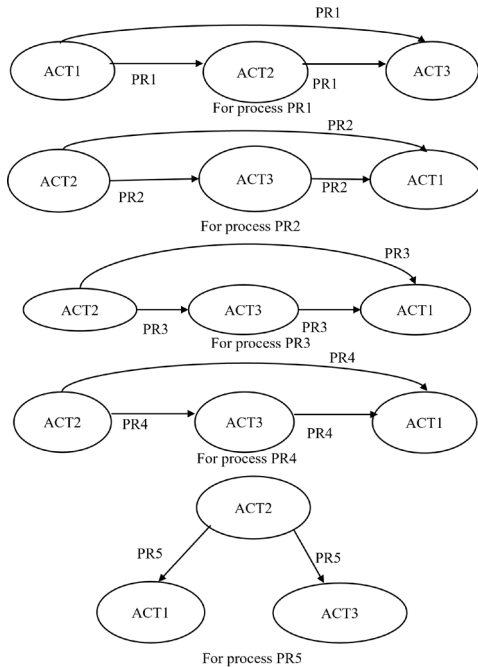 PR1
ACT1
ACT2
ACT3
PR1
PR1
For process PR1
PR2
ACT2
ACT3
ACT1
PR2
PR2
For process PR2
PR3
ACT2
ACT3
ACT1
PR3
PR3
For process PR3
PR4
ACT2
ACT3
ACT1
PR4
PR4
For process PR4
ACT2
PR5
PR5
ACT1
ACT3
For process PR5